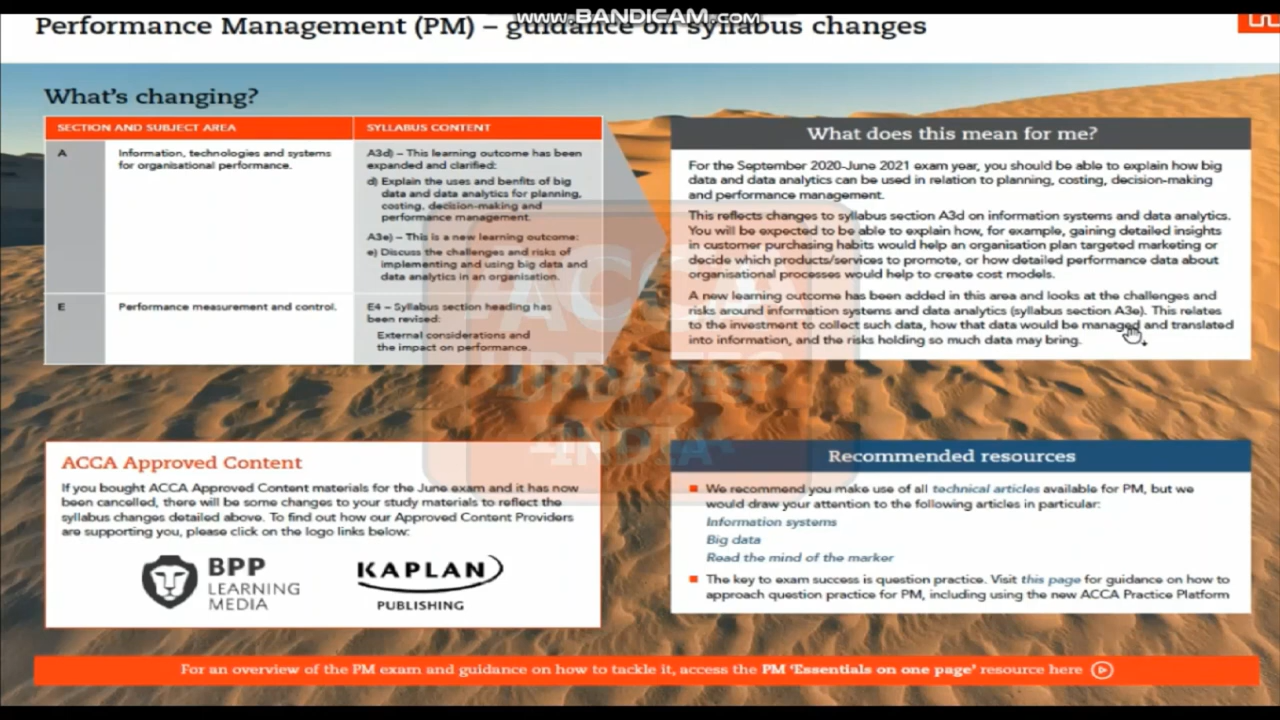 www.BANDICAM.com
Performance Management (PM) – guidance on syllabus changes
What's changing?
SECTION AND SUBJECT AREA
SYLLABUS CONTENT
A
Information, technologies and systems
for organisational performance.
A3d) – This learning outcome has been
expanded and clarified:
d) Explain the uses and benfits of big
data and data analytics for planning,
costing, decision-making and
performance management.
A3e) – This is a new learning outcome:
e) Discuss the challenges and risks of
implementing and using big data and
data analytics in an organisation.
E
Performance measurement and control.
E4 – Syllabus section heading has
been revised:
External considerations and
the impact on performance.
What does this mean for me?
For the September 2020-June 2021 exam year, you should be able to explain how big
data and data analytics can be used in relation to planning, costing, decision-making
and performance management.
This reflects changes to syllabus section A3d on information systems and data analytics.
You will be expected to be able to explain how, for example, gaining detailed insights
in customer purchasing habits would help an organisation plan targeted marketing or
decide which products/services to promote, or how detailed performance data about
organisational processes would help to create cost models.
A new learning outcome has been added in this area and looks at the challenges and
risks around information systems and data analytics (syllabus section A3e). This relates
to the investment to collect such data, how that data would be managed and translated
into information, and the risks holding so much data may bring.
ACCA
UPDATES
-INDIA-
ACCA Approved Content
If you bought ACCA Approved Content materials for the June exam and it has now
been cancelled, there will be some changes to your study materials to reflect the
syllabus changes detailed above. To find out how our Approved Content Providers
are supporting you, please click on the logo links below:
BPP
LEARNING
MEDIA
KAPLAN
PUBLISHING
Recommended resources
We recommend you make use of all technical articles available for PM, but we
would draw your attention to the following articles in particular:
Information systems
Big data
Read the mind of the marker
The key to exam success is question practice. Visit this page for guidance on how to
approach question practice for PM, including using the new ACCA Practice Platform
For an overview of the PM exam and guidance on how to tackle it, access the PM 'Essentials on one page' resource here